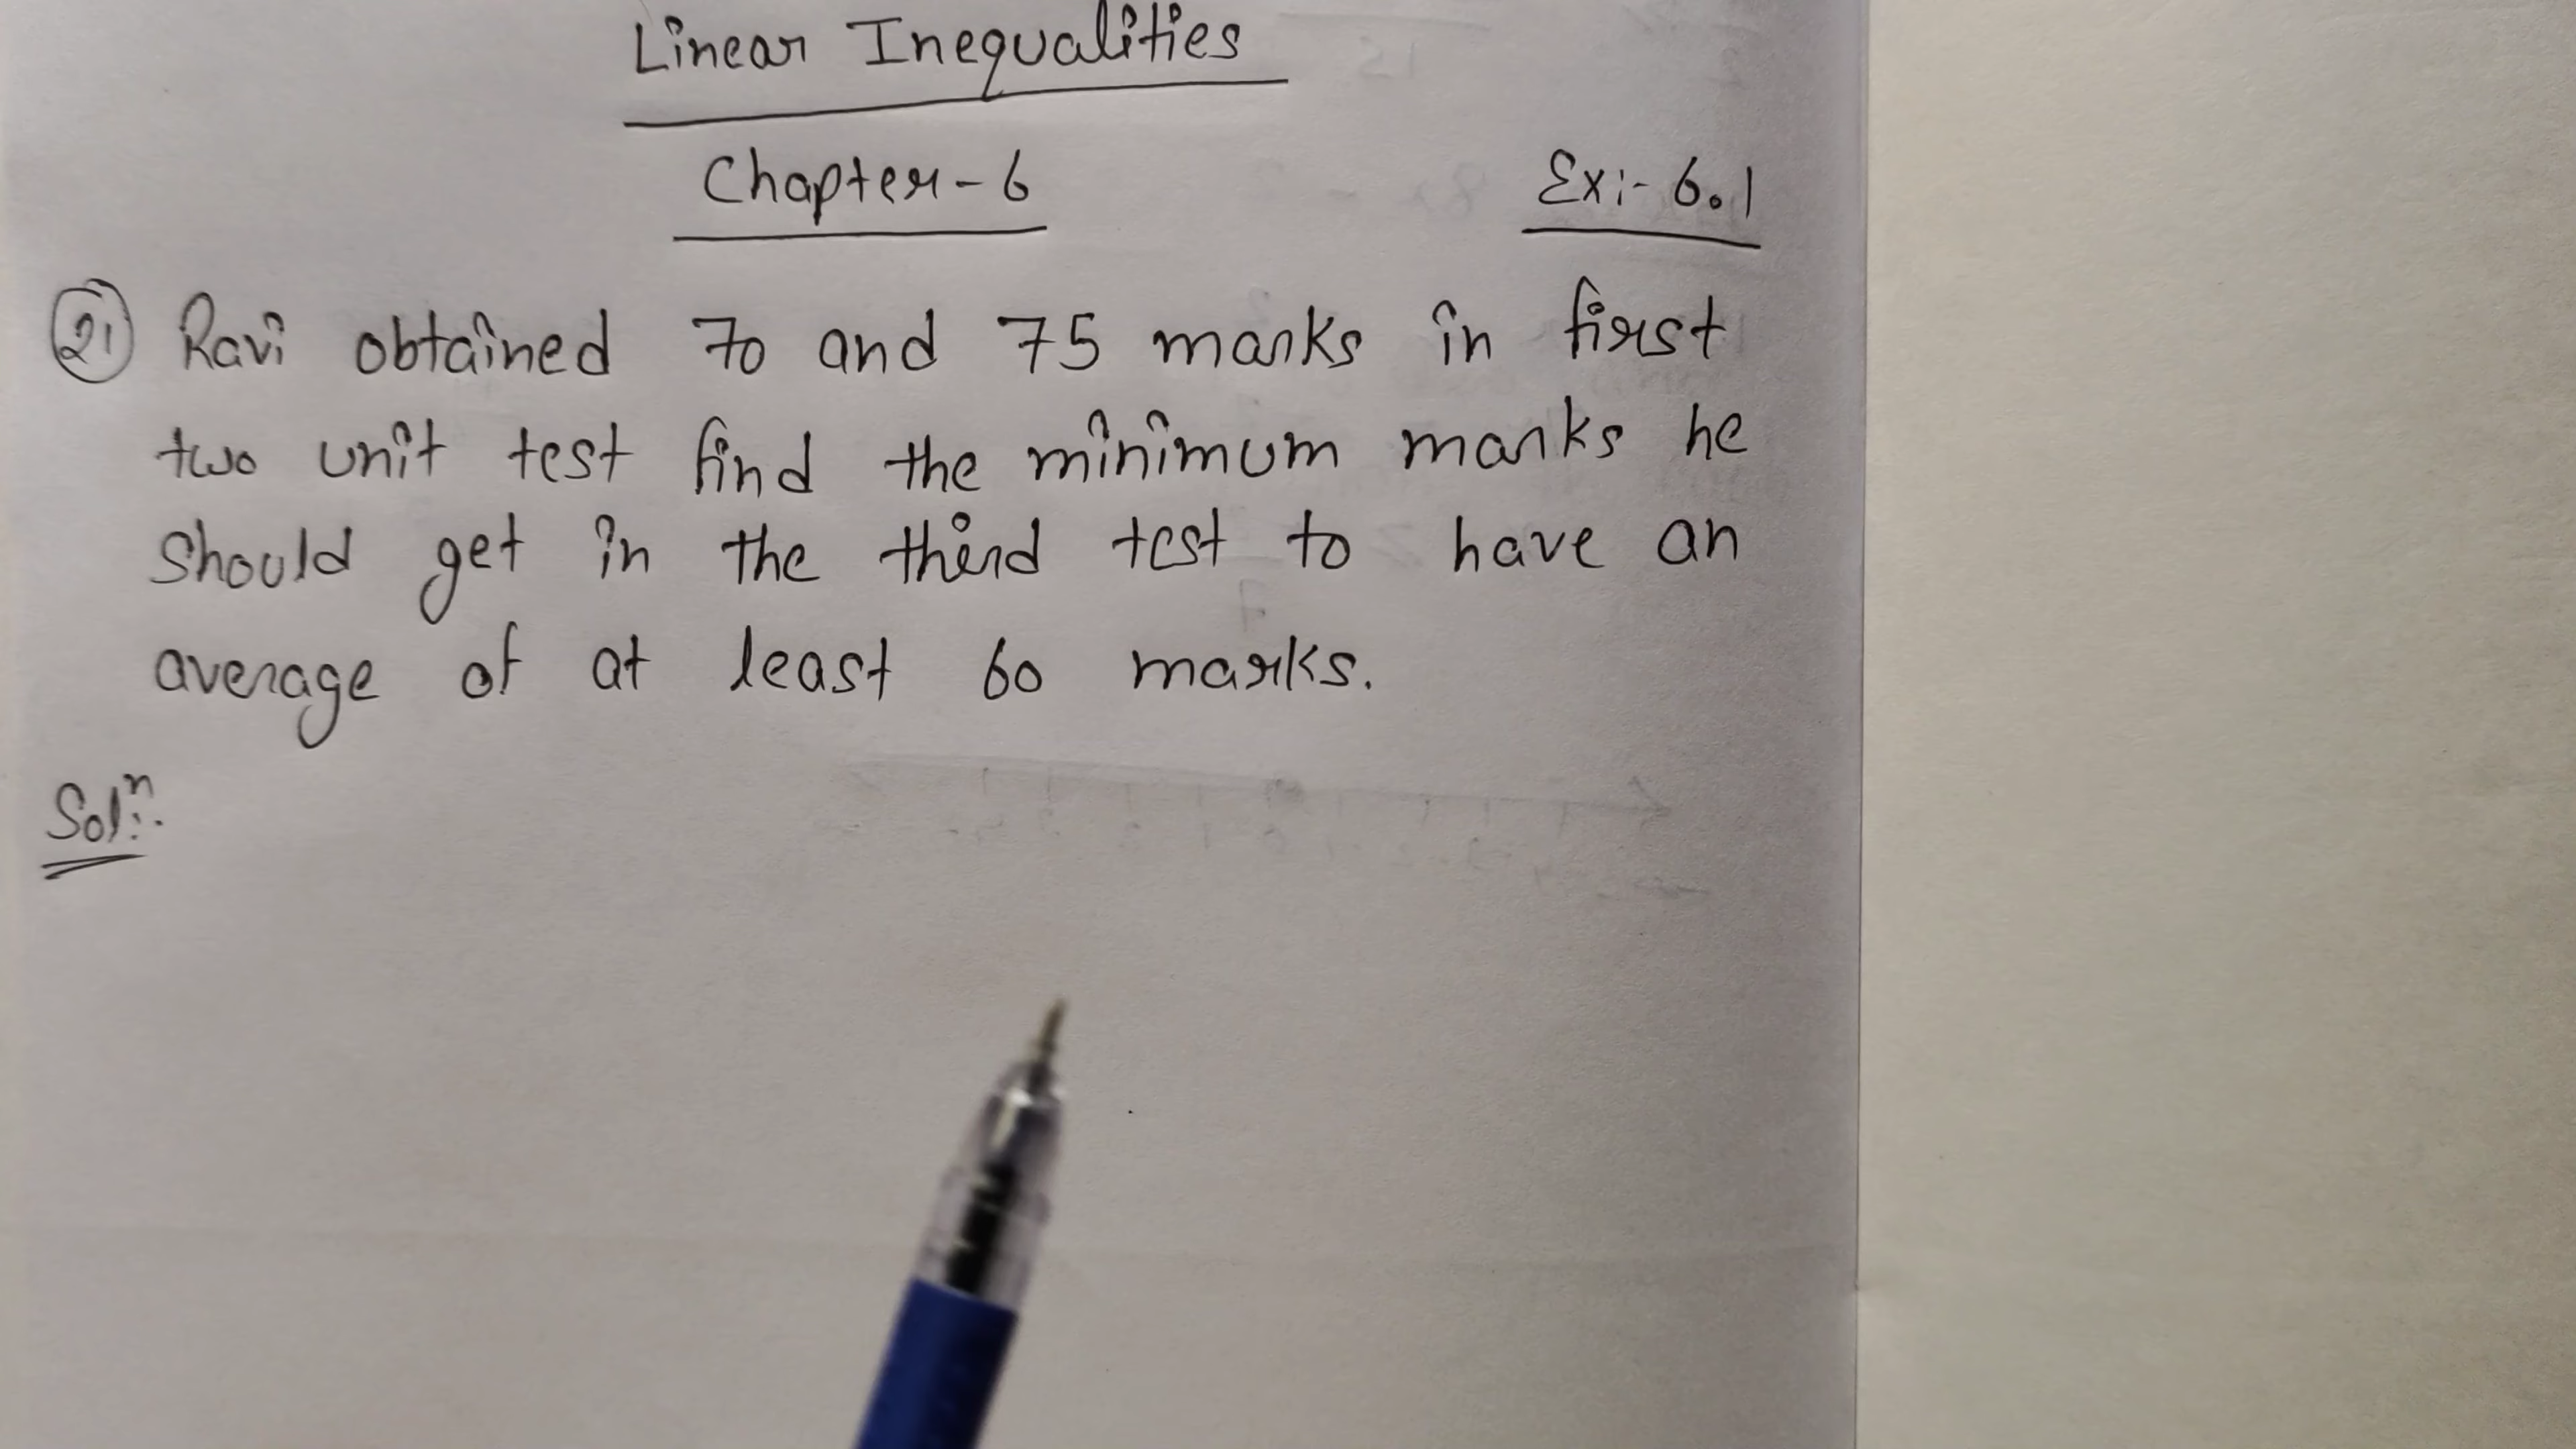 Linear Inequalities
Chapter-6
Ex:- 6.1
21 Ravi obtained 70 and 75 marks in first
two unit test find the minimum marks he
Should get in the third test to have an
average of at least 60 marks.
Solⁿ:.